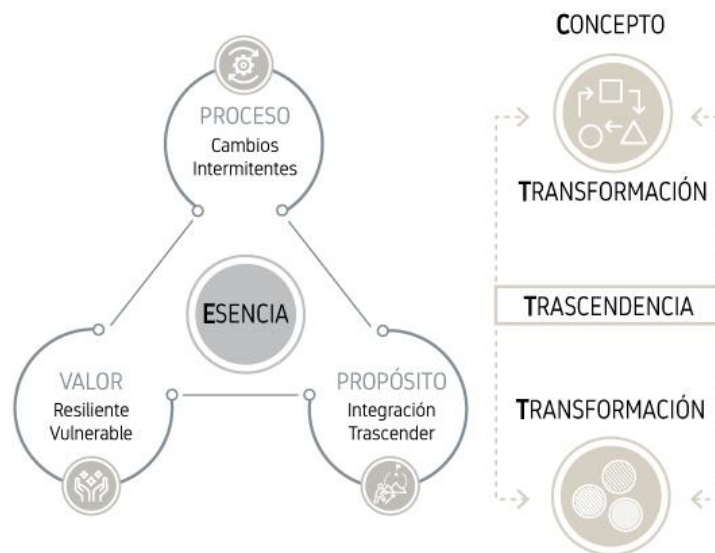 PROCESO
Cambios
Intermitentes
ESENCIA
VALOR
Resiliente
Vulnerable
PROPÓSITO
Integración
Trascender
CONCEPTO
TRANSFORMACIÓN
TRASCENDENCIA
TRANSFORMACIÓN